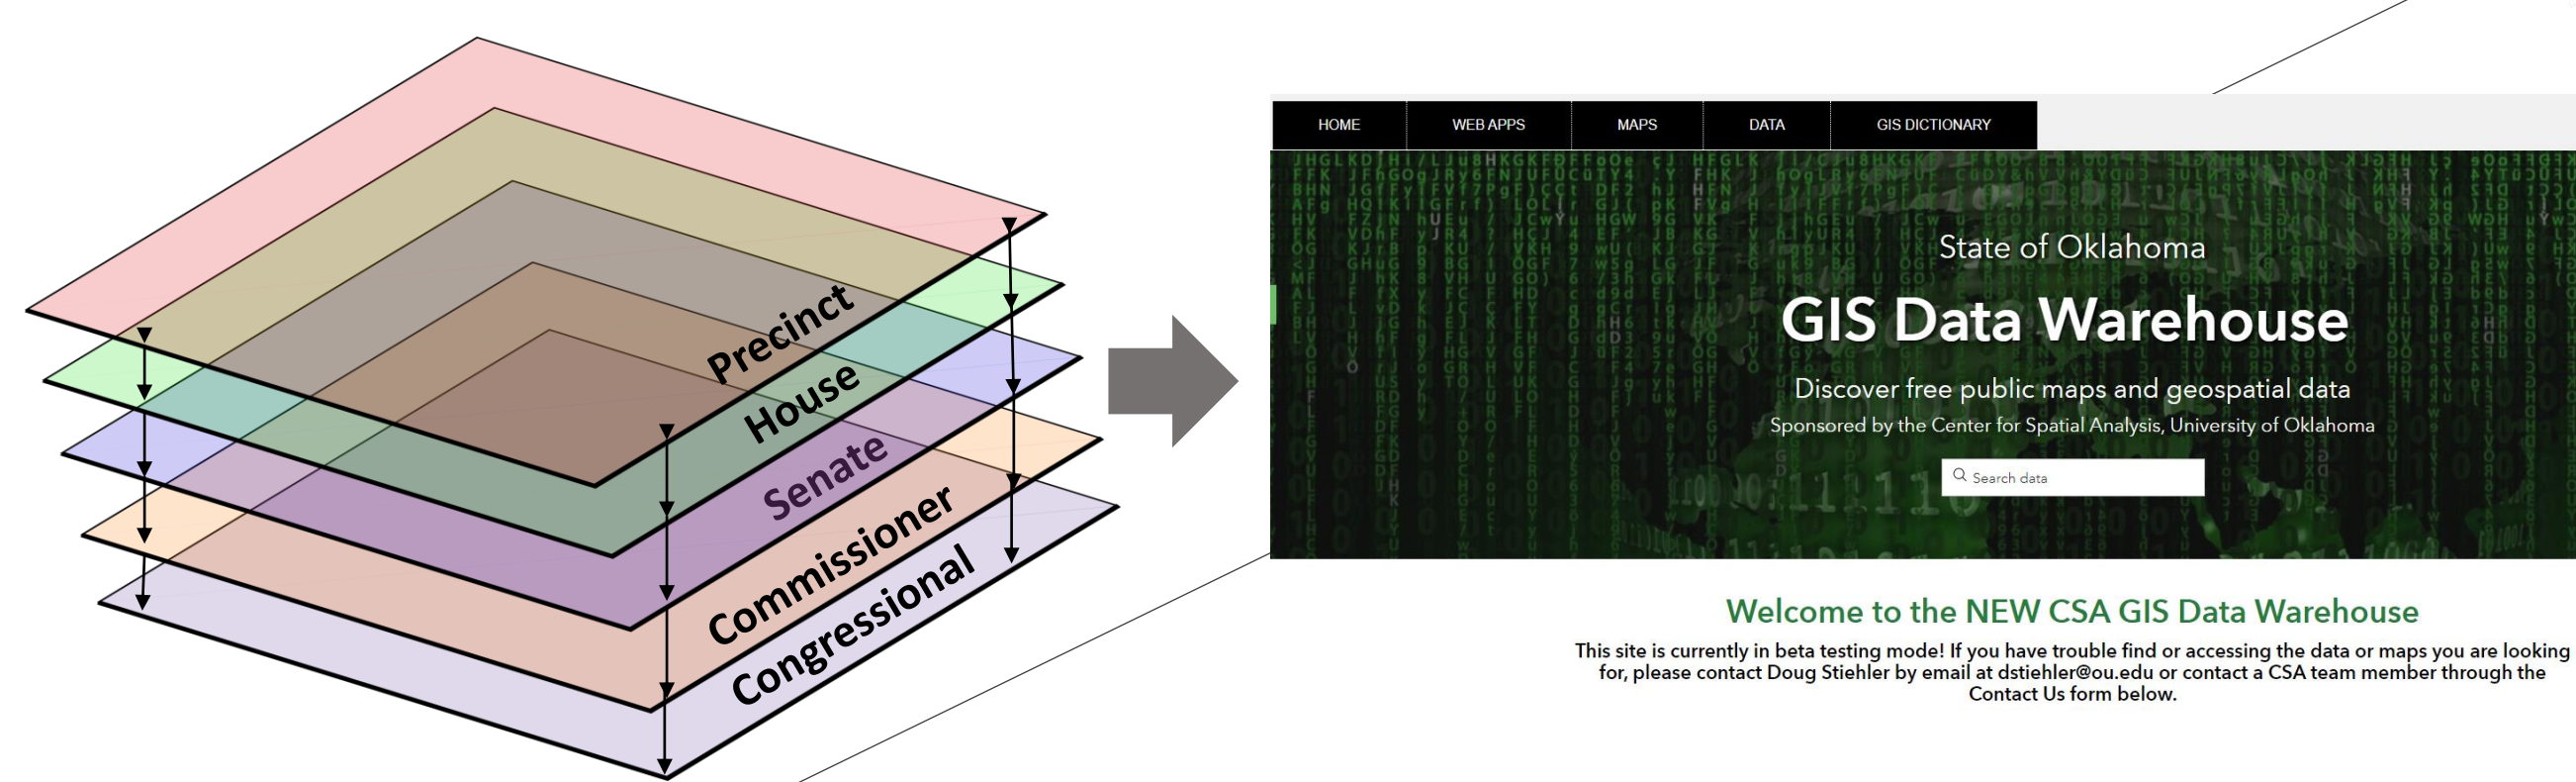 Precinct
House
Senate
Commissioner
Congressional
HOME
WEB APPS
MAPS
DATA
GIS DICTIONARY
State of Oklahoma
GIS Data Warehouse
Discover free public maps and geospatial data
Sponsored by the Center for Spatial Analysis, University of Oklahoma
Search data
Welcome to the NEW CSA GIS Data Warehouse
This site is currently in beta testing mode! If you have trouble find or accessing the data or maps you are looking
for, please contact Doug Stiehler by email at dstiehler@ou.edu or contact a CSA team member through the
Contact Us form below.